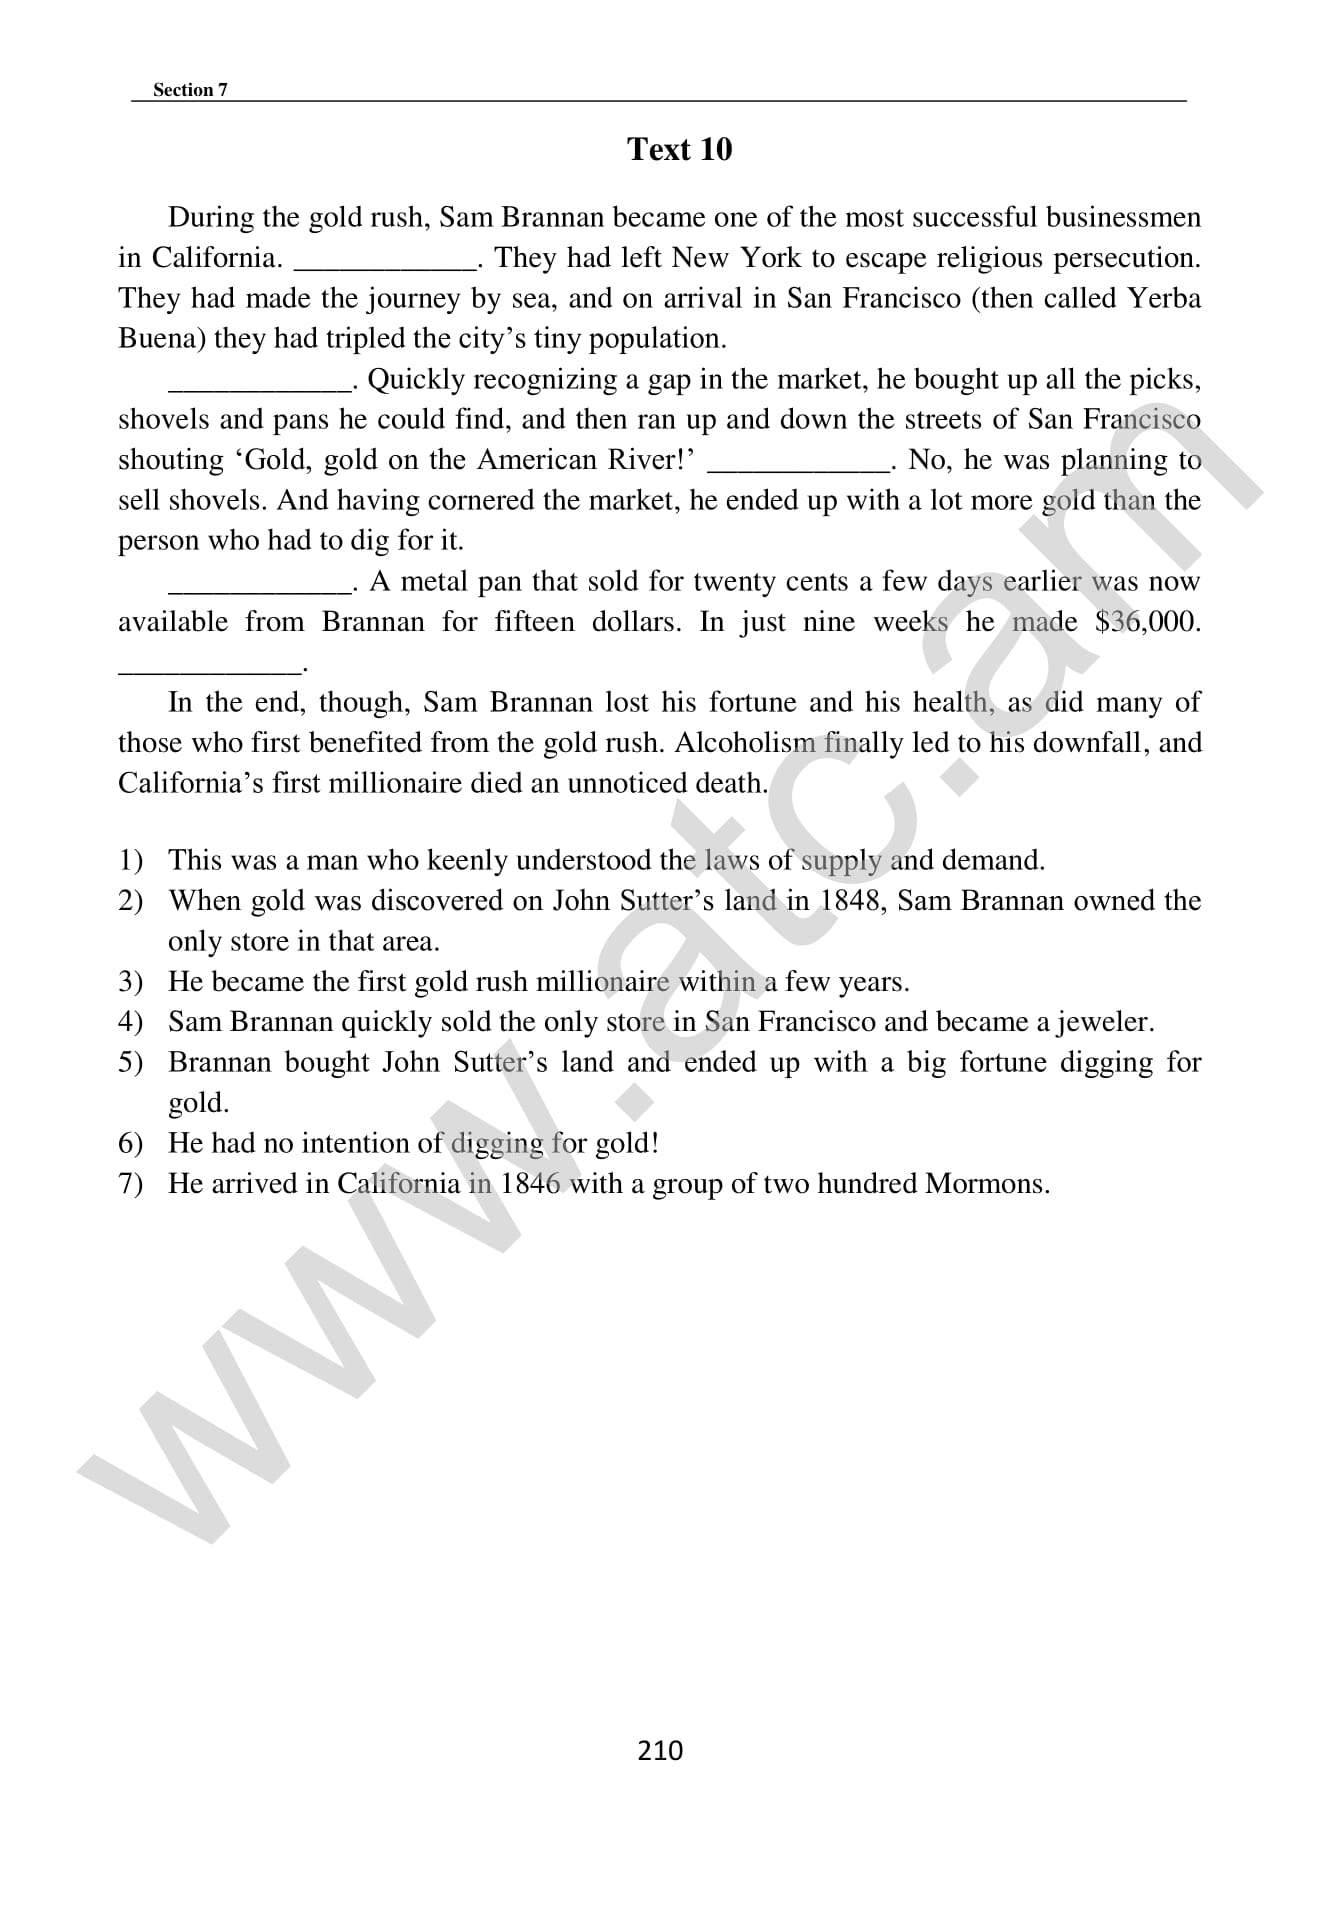 Section 7
Text 10
During the gold rush, Sam Brannan became one of the most successful businessmen
in California. ____________. They had left New York to escape religious persecution.
They had made the journey by sea, and on arrival in San Francisco (then called Yerba
Buena) they had tripled the city’s tiny population.
____________. Quickly recognizing a gap in the market, he bought up all the picks,
shovels and pans he could find, and then ran up and down the streets of San Francisco
shouting ‘Gold, gold on the American River!’ ____________. No, he was planning to
sell shovels. And having cornered the market, he ended up with a lot more gold than the
person who had to dig for it.
____________. A metal pan that sold for twenty cents a few days earlier was now
available from Brannan for fifteen dollars. In just nine weeks he made $36,000.
____________.
In the end, though, Sam Brannan lost his fortune and his health, as did many of
those who first benefited from the gold rush. Alcoholism finally led to his downfall, and
California’s first millionaire died an unnoticed death.
1) This was a man who keenly understood the laws of supply and demand.
2) When gold was discovered on John Sutter’s land in 1848, Sam Brannan owned the
only store in that area.
3) He became the first gold rush millionaire within a few years.
4) Sam Brannan quickly sold the only store in San Francisco and became a jeweler.
5) Brannan bought John Sutter’s land and ended up with a big fortune digging for
gold.
6) He had no intention of digging for gold!
7) He arrived in California in 1846 with a group of two hundred Mormons.
www.atc.am
210